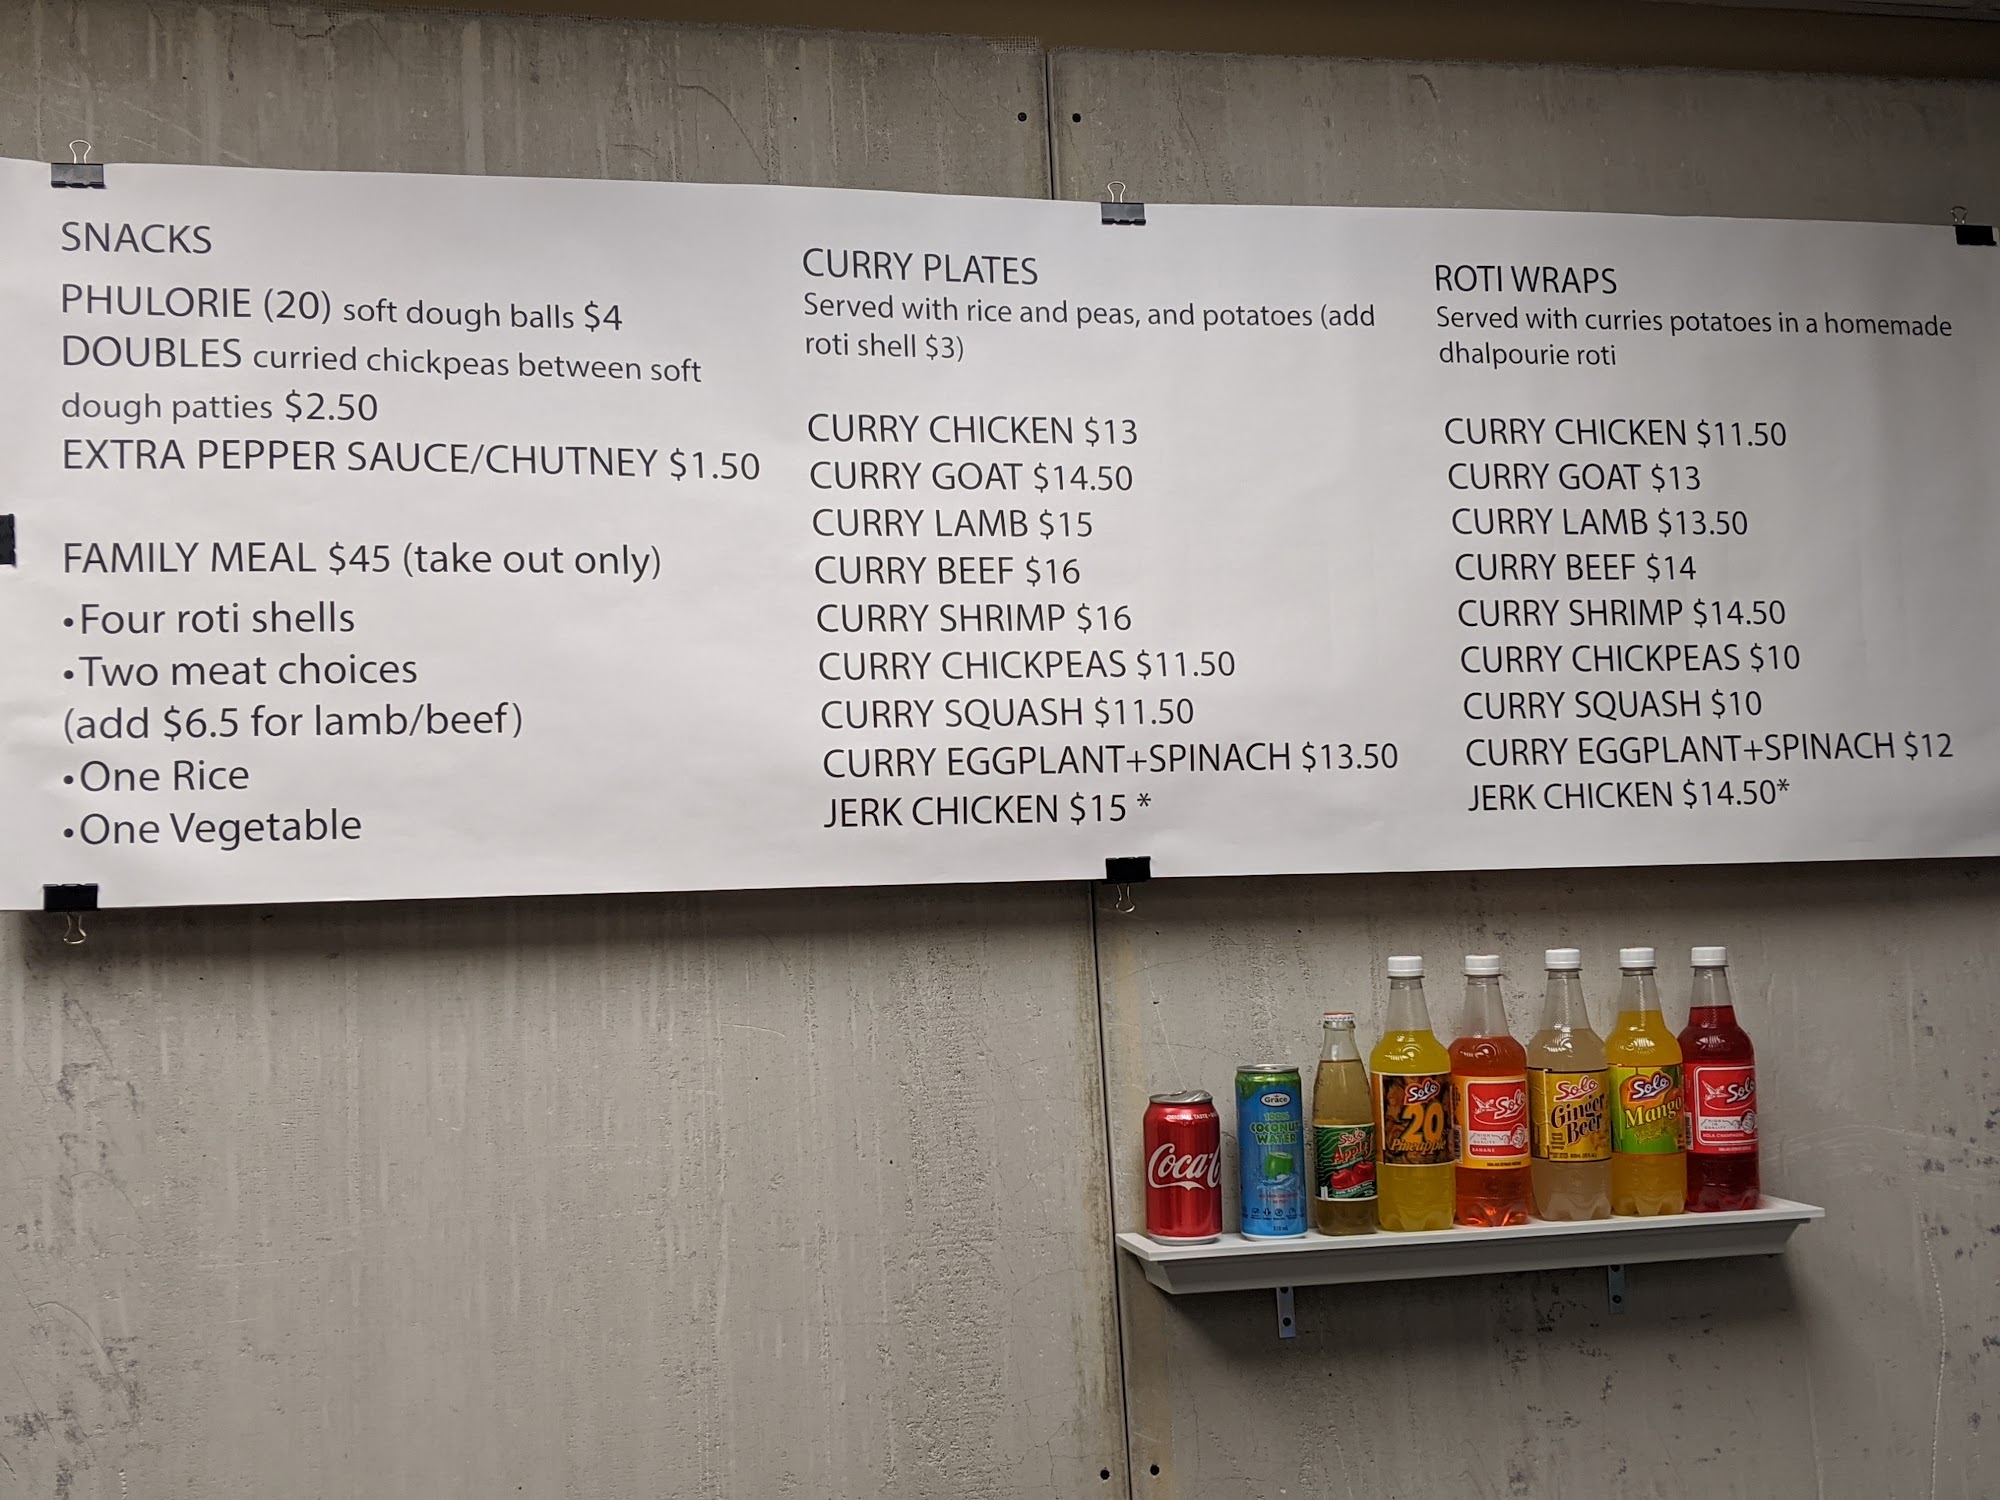 SNACKS
PHULORIE (20) soft dough balls $4
DOUBLES curried chickpeas between soft
dough patties $2.50
EXTRA PEPPER SAUCE/CHUTNEY $1.50
FAMILY MEAL $45 (take out only)
•Four roti shells
•Two meat choices
(add $6.5 for lamb/beef)
•One Rice
•One Vegetable
CURRY PLATES
Served with rice and peas, and potatoes (add
roti shell $3)
CURRY CHICKEN $13
CURRY GOAT $14.50
CURRY LAMB $15
CURRY BEEF $16
CURRY SHRIMP $16
CURRY CHICKPEAS $11.50
CURRY SQUASH $11.50
CURRY EGGPLANT+SPINACH $13.50
JERK CHICKEN $15 *
ROTI WRAPS
Served with curries potatoes in a homemade
dhalpourie roti
CURRY CHICKEN $11.50
CURRY GOAT $13
CURRY LAMB $13.50
CURRY BEEF $14
CURRY SHRIMP $14.50
CURRY CHICKPEAS $10
CURRY SQUASH $10
CURRY EGGPLANT+SPINACH $12
JERK CHICKEN $14.50*
Coca-C
Grace
100%
COCONUT
WATER
Solo
Apple
Solo
20
Pineapple
Solo
BANANE
Solo
Ginger
Beer
Solo
Mango
Solo
KOLA CHAMPAGNE